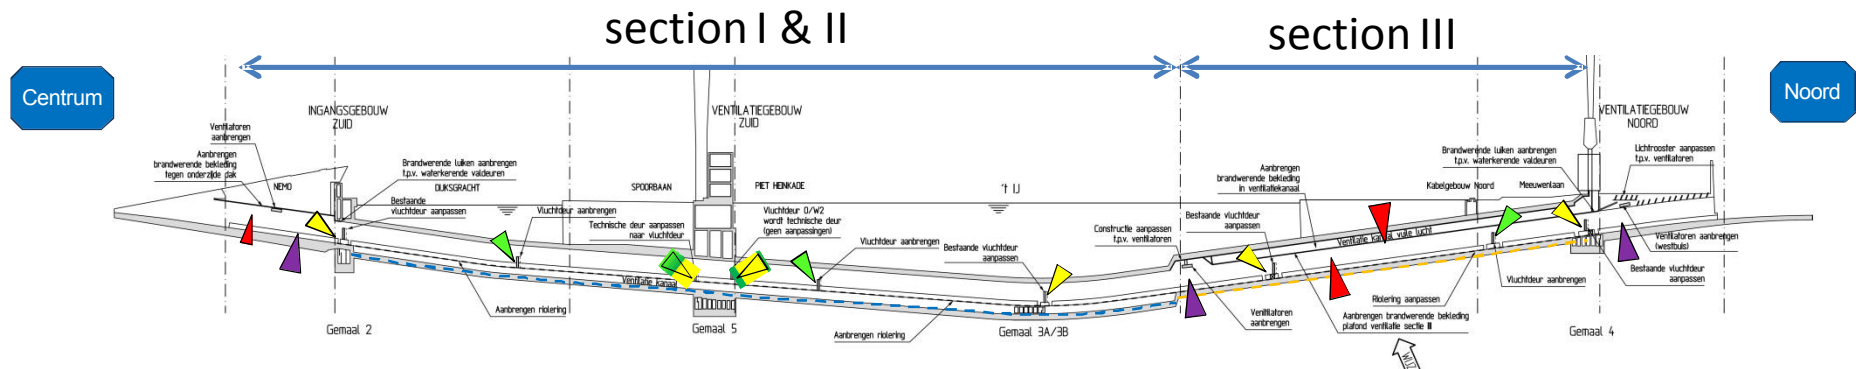 section I & II
section III
Centrum
Noord
INGANGSGEBOUW
ZUID
VENTILATIEGEBOUW
ZUID
VENTILATIEGEBOUW
NOORD
Ventilatoren
aanbrengen
Aanbrengen
brandwerende bekleding
tegen onderzijde dak
NEMO
Brandwerende luiken aanbrengen
t.p.v. waterkerende valdeuren
DIJKSGRACHT
Bestaande
vluchtdeur aanpassen
Vluchtdeur aanbrengen
SPOORBAAN
Technische deur aanpassen
naar vluchtdeur
PIET HEINKADE
Vluchtdeur O/W2
wordt technische deur
(geen aanpassingen)
Vluchtdeur aanbrengen
Bestaande vluchtdeur
aanpassen
't IJ
Constructie aanpassen
t.p.v. ventilatoren
Bestaande vluchtdeur
aanpassen
Aanbrengen
brandwerende bekleding
in ventilatiekanaal
Brandwerende luiken aanbrengen
t.p.v. waterkerende valdeuren
Kabelgebouw Noord
Meeuwenlaan
Lichtrooster aanpassen
t.p.v. ventilatoren
Ventilatie kanaal vuile lucht
Ventilatie kanaal
Ventilatoren aanbrengen
(westbuis)
Bestaande vluchtdeur
aanpassen
Vluchtdeur aanbrengen
Riolering aanpassen
Aanbrengen brandwerende bekleding
plafond ventilatie sectie III
Ventilatoren
aanbrengen
Aanbrengen riolering
Aanbrengen riolering
Gemaal 2
Gemaal 5
Gemaal 3A/3B
Gemaal 4